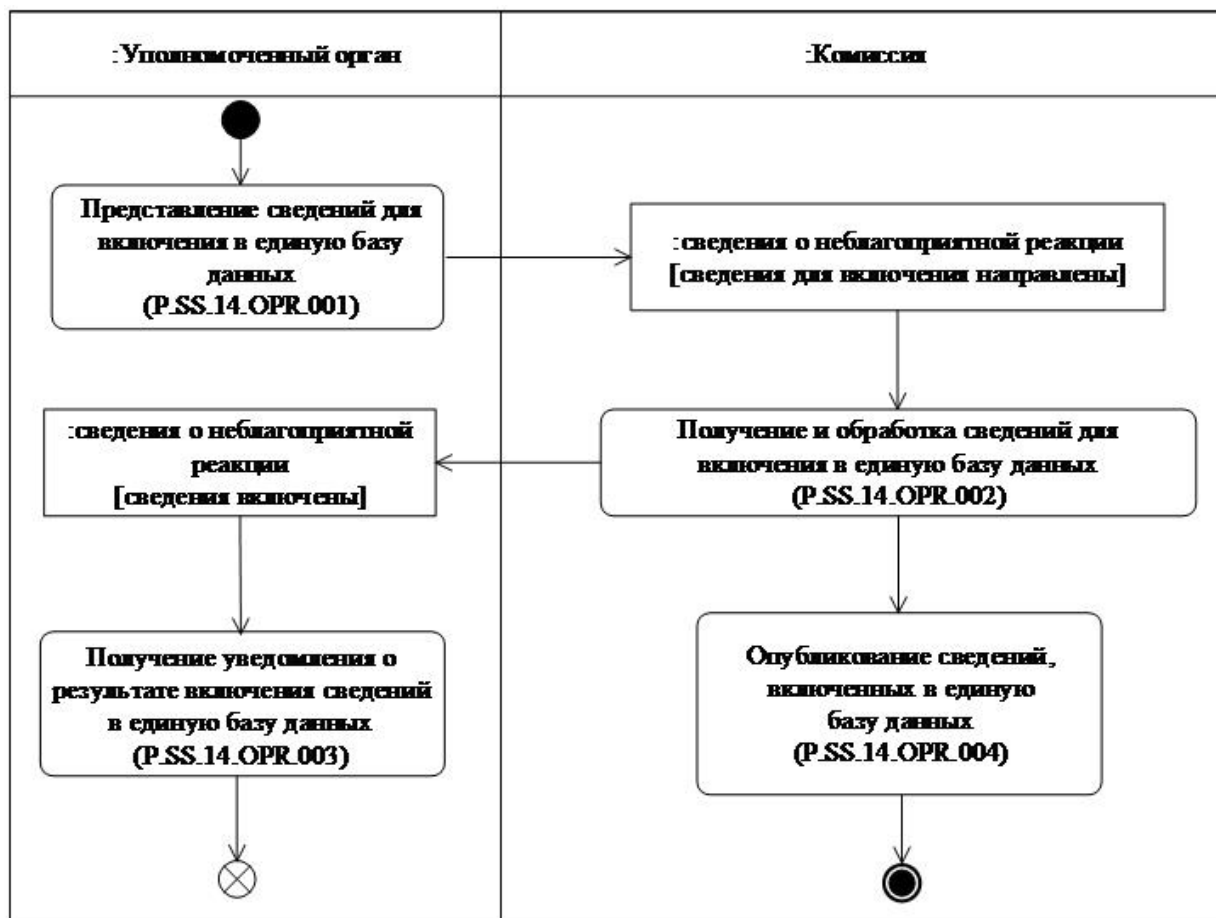 :Уполномоченный орган
:Комиссия
Представление сведений для
включения в единую базу
данных
(P.SS.14.OPR.001)
:сведения о неблагоприятной реакции
[сведения для включения направлены]
:сведения о неблагоприятной
реакции
[сведения включены]
Получение и обработка сведений для
включения в единую базу данных
(P.SS.14.OPR.002)
Получение уведомления о
результате включения сведений
в единую базу данных
(P.SS.14.OPR.003)
Опубликование сведений,
включенных в единую
базу данных
(P.SS.14.OPR.004)